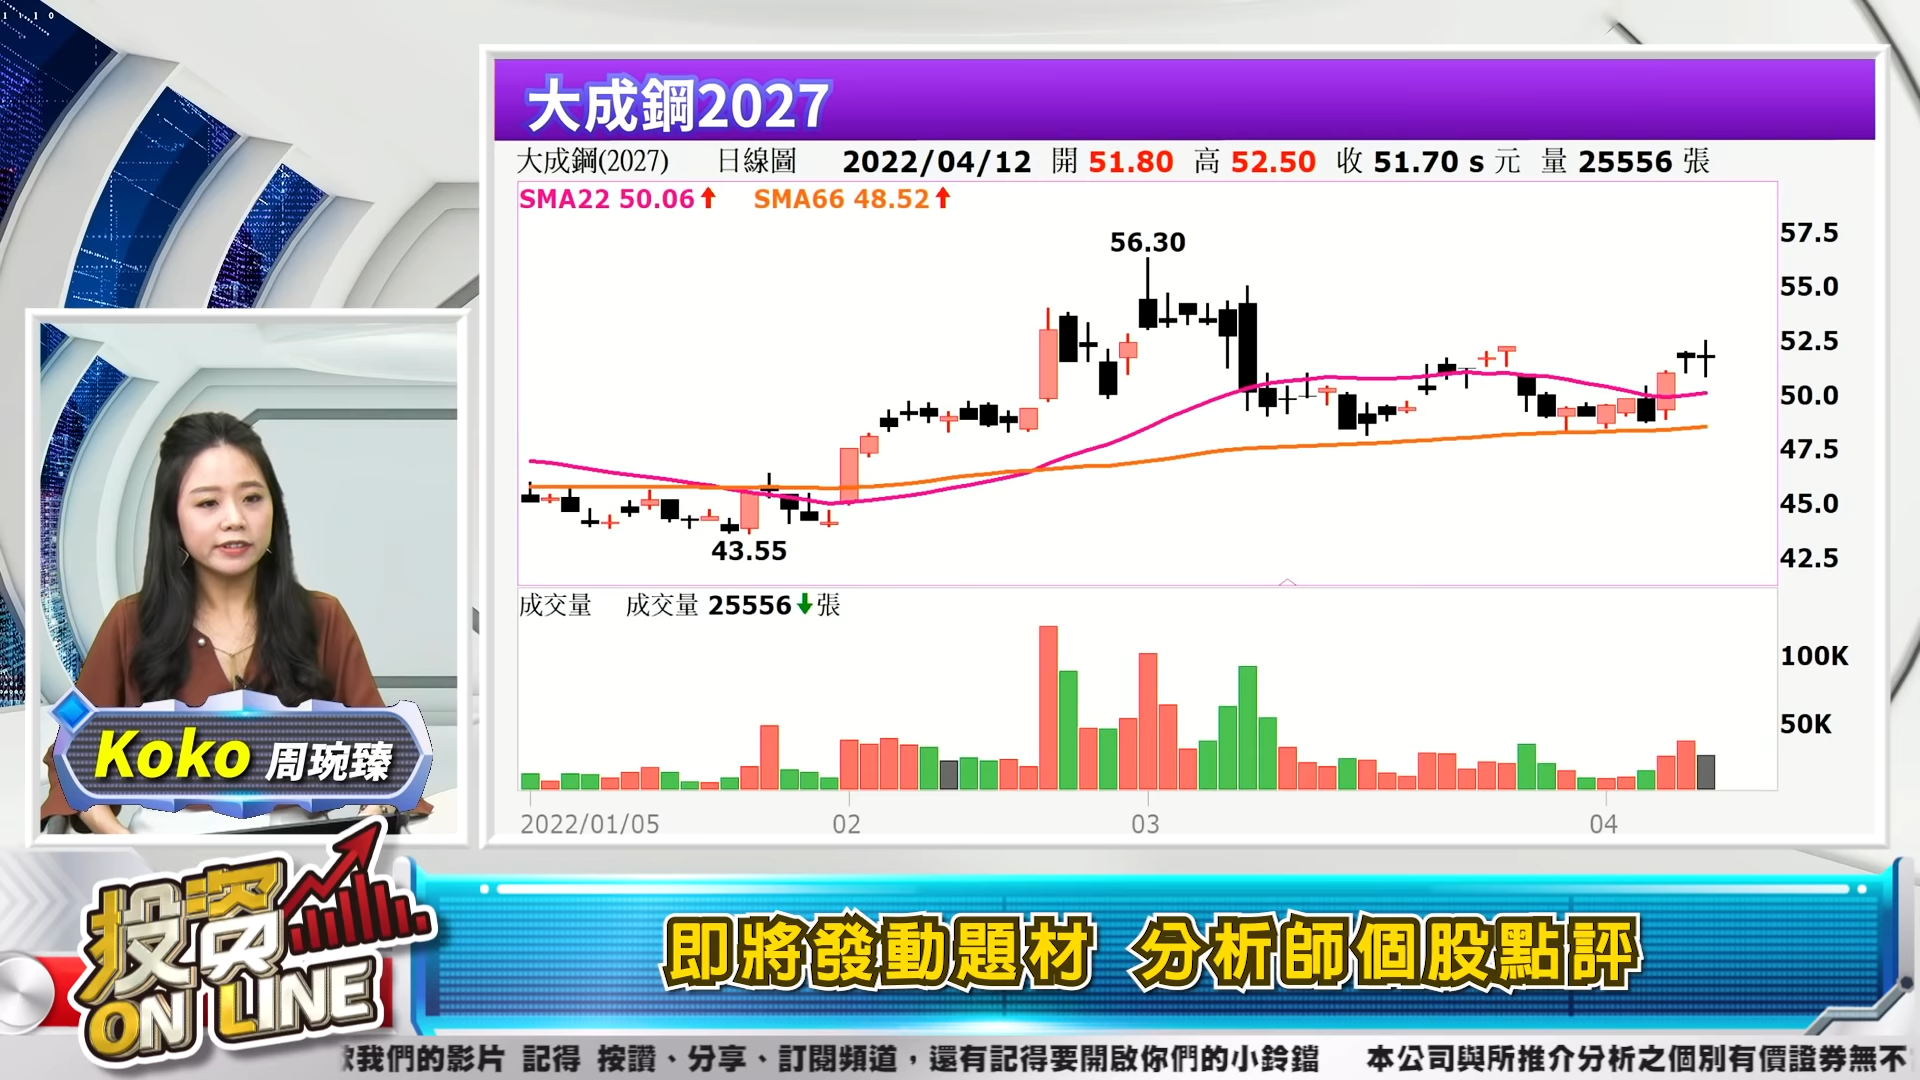 大成鋼2027
大成鋼(2027) 日線圖 2022/04/12 開 51.80 高 52.50 收 51.70 s 元 量 25556 張
SMA22 50.06 SMA66 48.52
57.5
56.30
55.0
52.5
50.0
47.5
45.0
43.55
42.5
成交量 成交量 25556 張
100K
50K
2022/01/05 02 03 04
Koko 周琬臻
投資
ON LINE
即將發動題材 分析師個股點評
我們的影片 記得 按讚、分享、訂閱頻道，還有記得要開啟你們的小鈴鐺 本公司與所推介分析之個別有價證券無不